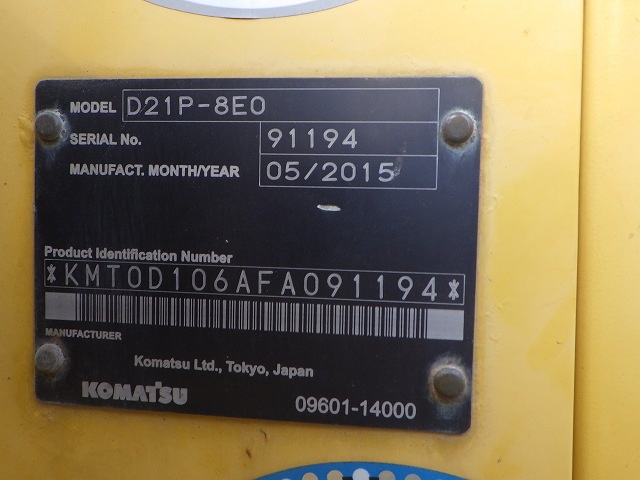 MODEL D21P-8E0
SERIAL No. 91194
MANUFACT. MONTH/YEAR 05/2015
Product Identification Number
*KMT0D106AFA091194*
MANUFACTURER
Komatsu Ltd., Tokyo, Japan
KOMATSU
09601-14000